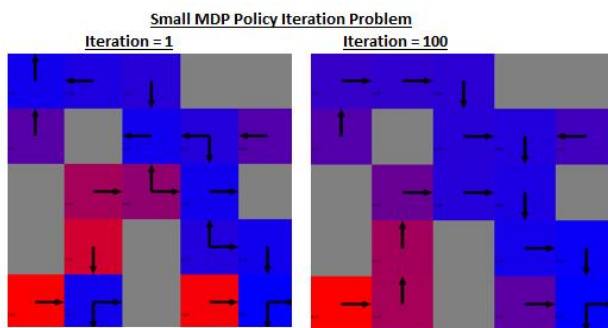 Small MDP Policy Iteration Problem
Iteration = 1
Iteration = 100